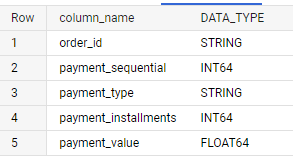 Row column_name DATA_TYPE
1 order_id STRING
2 payment_sequential INT64
3 payment_type STRING
4 payment_installments INT64
5 payment_value FLOAT64